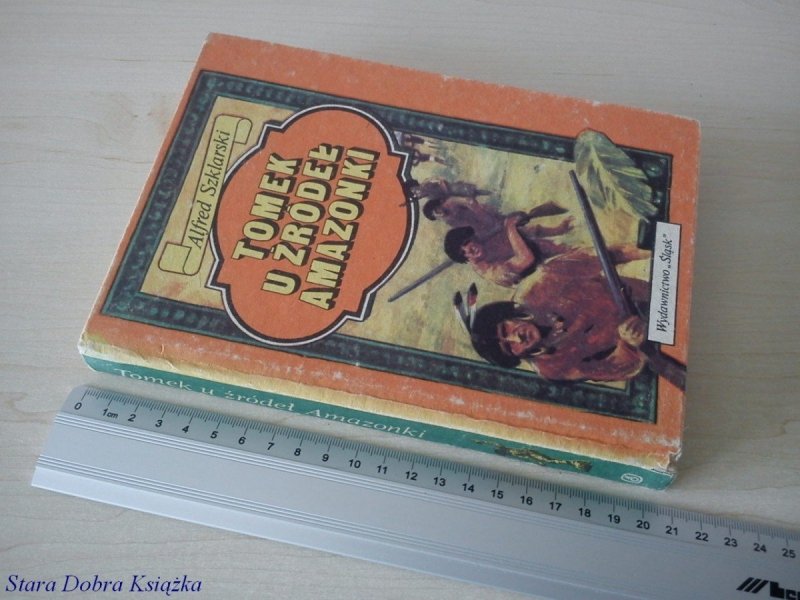 Alfred Szklarski
TOMEK
U ŹRÓDEŁ
AMAZONKI
Wydawnictwo „Śląsk”
Tomek u źródeł Amazonki
0 1cm 2 3 4 5 6 7 8 9 10 11 12 13 14 15 16 17 18 19 20 21 22 23 24 25
Stara Dobra Książka